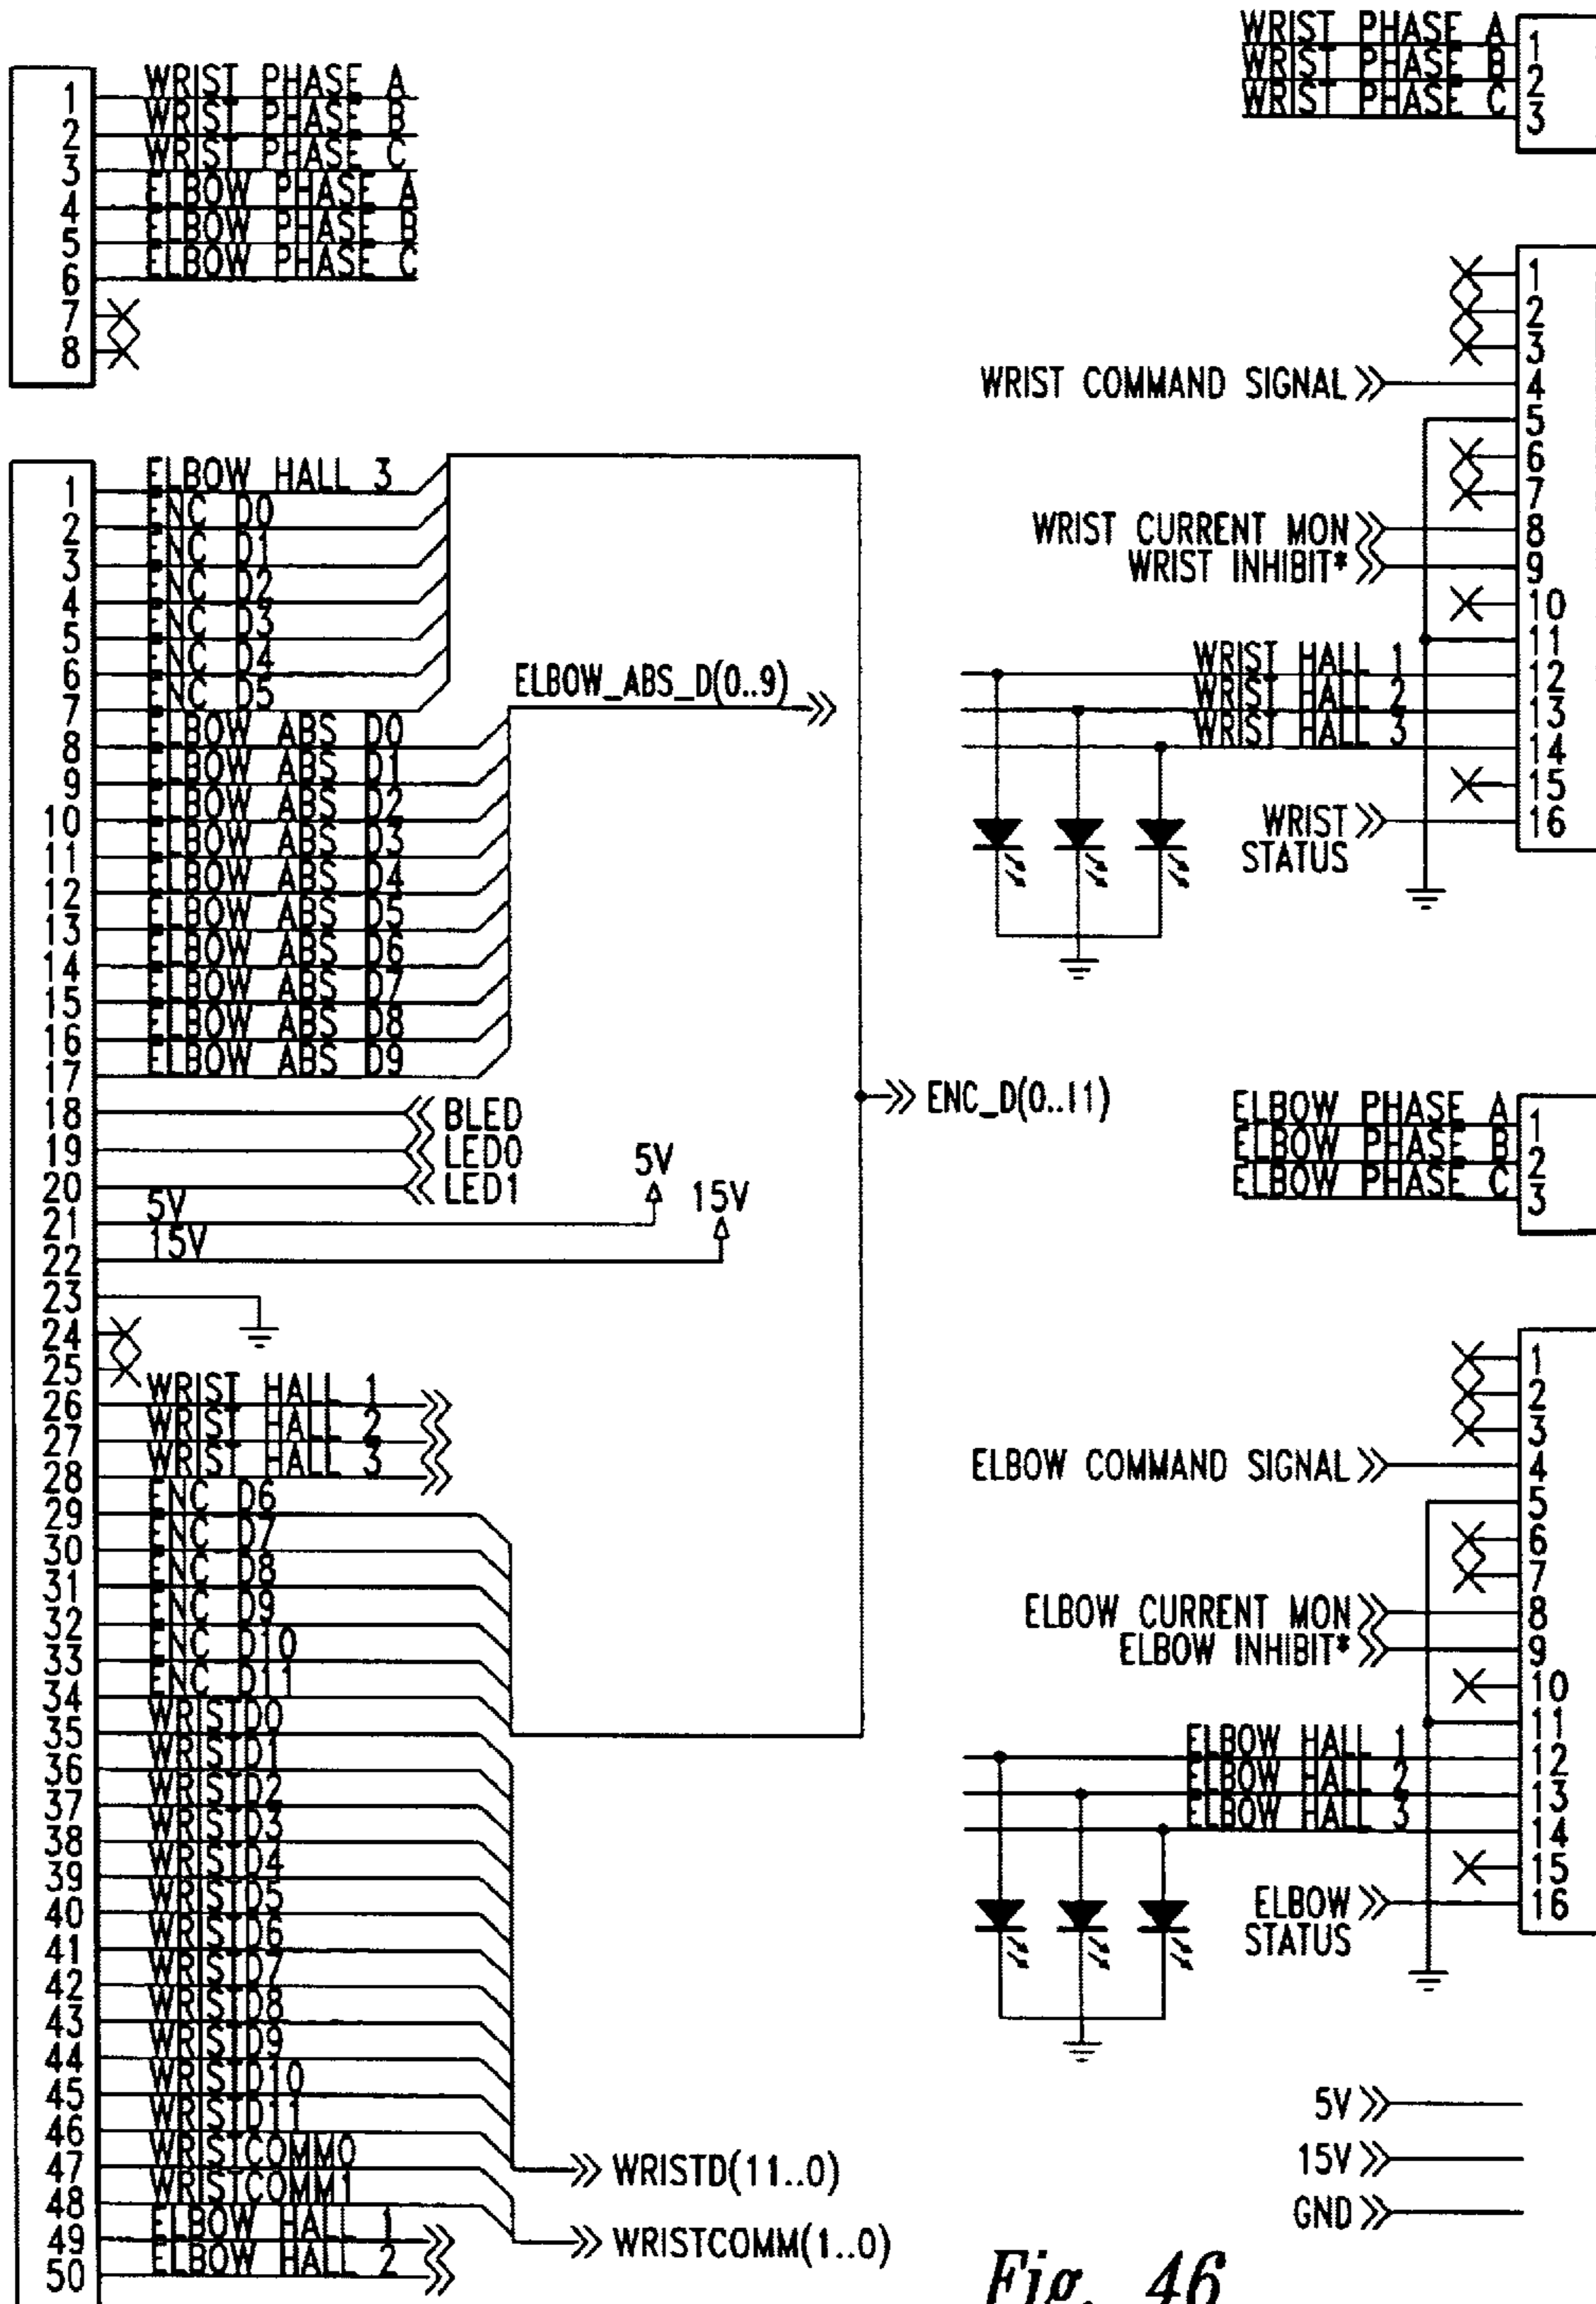 1 WRIST PHASE A
2 WRIST PHASE B
3 WRIST PHASE C
4 ELBOW PHASE A
5 ELBOW PHASE B
6 ELBOW PHASE C
7
8
1 ELBOW HALL 3
2 ENC D0
3 ENC D1
4 ENC D2
5 ENC D3
6 ENC D4
7 ENC D5
8 ELBOW ABS D0
9 ELBOW ABS D1
10 ELBOW ABS D2
11 ELBOW ABS D3
12 ELBOW ABS D4
13 ELBOW ABS D5
14 ELBOW ABS D6
15 ELBOW ABS D7
16 ELBOW ABS D8
17 ELBOW ABS D9
18 BLED
19 LED0
20 LED1
21 5V 5V
22 15V 15V
23
24
25
26 WRIST HALL 1
27 WRIST HALL 2
28 WRIST HALL 3
29 ENC D6
30 ENC D7
31 ENC D8
32 ENC D9
33 ENC D10
34 ENC D11
35 WRISTD0
36 WRISTD1
37 WRISTD2
38 WRISTD3
39 WRISTD4
40 WRISTD5
41 WRISTD6
42 WRISTD7
43 WRISTD8
44 WRISTD9
45 WRISTD10
46 WRISTD11
47 WRISTCOMM0
48 WRISTCOMM1
49 ELBOW HALL 1
50 ELBOW HALL 2
ELBOW_ABS_D(0..9)
ENC_D(0..11)
WRISTD(11..0)
WRISTCOMM(1..0)
WRIST PHASE A 1
WRIST PHASE B 2
WRIST PHASE C 3
1
2
3
WRIST COMMAND SIGNAL 4
5
6
7
WRIST CURRENT MON 8
WRIST INHIBIT* 9
10
11
WRIST HALL 1 12
WRIST HALL 2 13
WRIST HALL 3 14
15
WRIST 16
STATUS
ELBOW PHASE A 1
ELBOW PHASE B 2
ELBOW PHASE C 3
1
2
3
ELBOW COMMAND SIGNAL 4
5
6
7
ELBOW CURRENT MON 8
ELBOW INHIBIT* 9
10
11
ELBOW HALL 1 12
ELBOW HALL 2 13
ELBOW HALL 3 14
15
ELBOW 16
STATUS
5V
15V
GND
Fig. 46